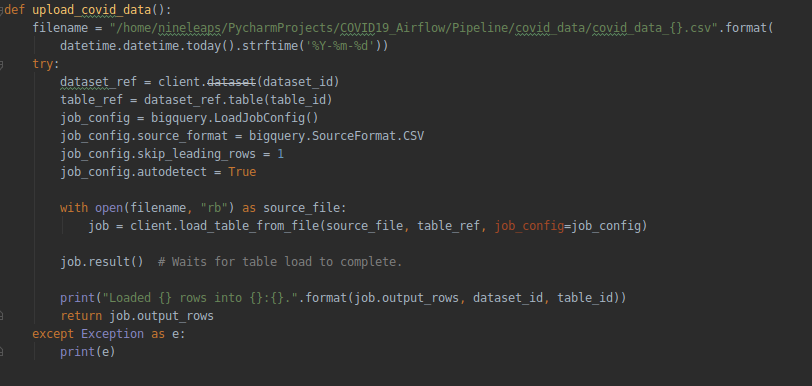 def upload_covid_data():
    filename = "/home/nineleaps/PycharmProjects/COVID19_Airflow/Pipeline/covid_data/covid_data_{}.csv".format(
        datetime.datetime.today().strftime('%Y-%m-%d'))
    try:
        dataset_ref = client.dataset(dataset_id)
        table_ref = dataset_ref.table(table_id)
        job_config = bigquery.LoadJobConfig()
        job_config.source_format = bigquery.SourceFormat.CSV
        job_config.skip_leading_rows = 1
        job_config.autodetect = True

        with open(filename, "rb") as source_file:
            job = client.load_table_from_file(source_file, table_ref, job_config=job_config)

        job.result()  # Waits for table load to complete.

        print("Loaded {} rows into {}:{}.".format(job.output_rows, dataset_id, table_id))
        return job.output_rows
    except Exception as e:
        print(e)